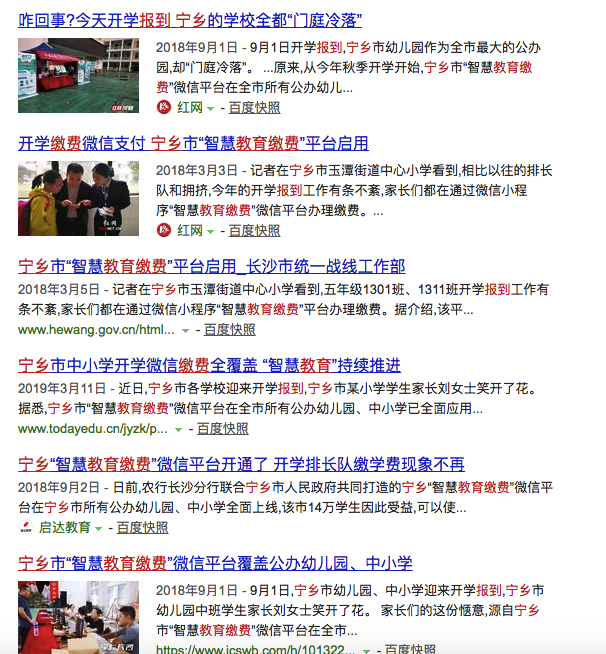 咋回事?今天开学报到 宁乡的学校全都“门庭冷落”
2018年9月1日 - 9月1日开学报到,宁乡市幼儿园作为全市最大的公办
园,却“门庭冷落”。 ...原来,从今年秋季开学开始,宁乡市“智慧教育缴
费”微信平台在全市所有公办幼儿...
红网 - 百度快照
开学缴费微信支付 宁乡市“智慧教育缴费”平台启用
2018年3月3日 - 记者在宁乡市玉潭街道中心小学看到,相比以往的排长
队和拥挤,今年的开学报到工作有条不紊,家长们都在通过微信小程
序“智慧教育缴费”微信平台办理缴费。...
红网 - 百度快照
宁乡市“智慧教育缴费”平台启用_长沙市统一战线工作部
2018年3月5日 - 记者在宁乡市玉潭街道中心小学看到,五年级1301班、1311班开学报到工作有
条不紊,家长们都在通过微信小程序“智慧教育缴费”平台办理缴费。据介绍,该平...
www.hewang.gov.cn/html... - 百度快照
宁乡市中小学开学微信缴费全覆盖 “智慧教育”持续推进
2019年3月11日 - 近日,宁乡市各学校迎来开学报到,宁乡市某小学学生家长刘女士笑开了花。
据悉,宁乡市“智慧教育缴费”微信平台在全市所有公办幼儿园、中小学已全面应用...
www.todayedu.cn/jyzk/p... - 百度快照
宁乡“智慧教育缴费”微信平台开通了 开学排长队缴学费现象不再
2018年9月2日 - 日前,农行长沙分行联合宁乡市人民政府共同打造的宁乡“智慧教育缴费”微信平
台在宁乡市所有公办幼儿园、中小学全面上线,该市14万学生因此受益,可以使...
启达教育 - 百度快照
宁乡市“智慧教育缴费”微信平台覆盖公办幼儿园、中小学
2018年9月1日 - 9月1日,宁乡市幼儿园、中小学迎来开学报到,宁乡市
幼儿园中班学生家长刘女士笑开了花。 家长们的这份惬意,源自宁乡
市“智慧教育缴费”微信平台在全市...
https://www.icswb.com/h/101322... - 百度快照